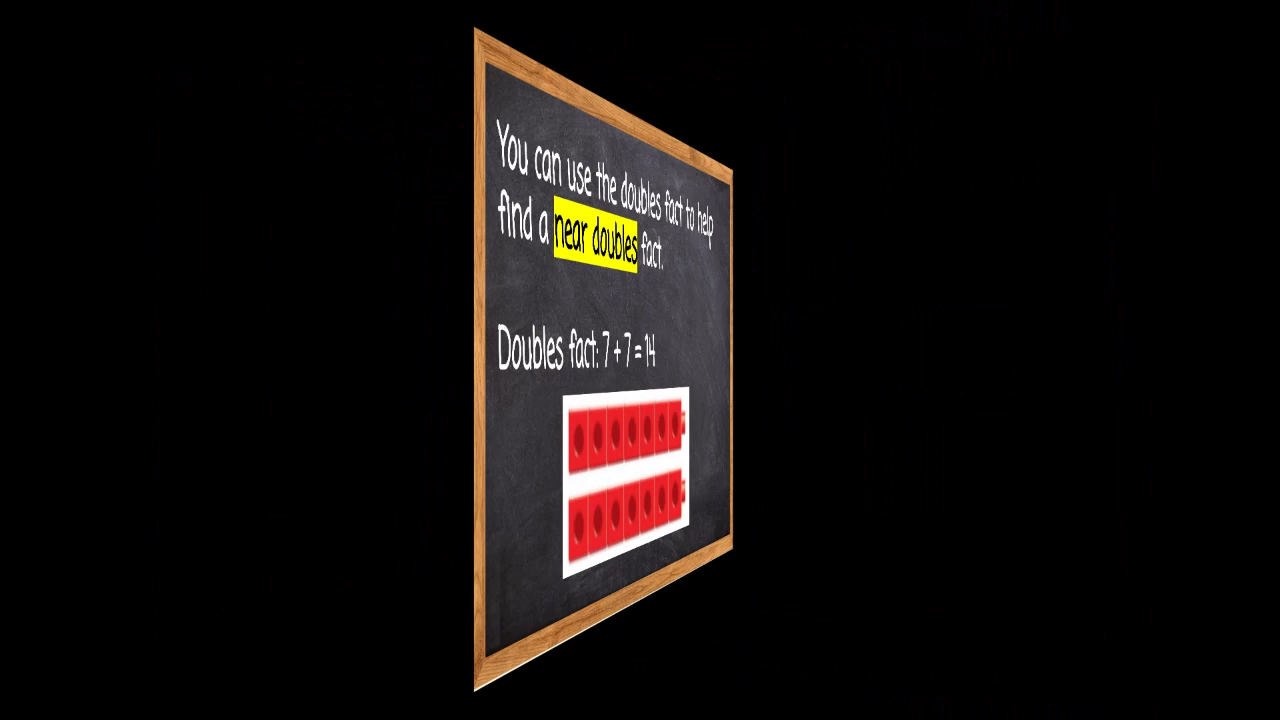 You can use the doubles fact to help
find a near doubles fact.
Doubles fact: 7 + 7 = 14